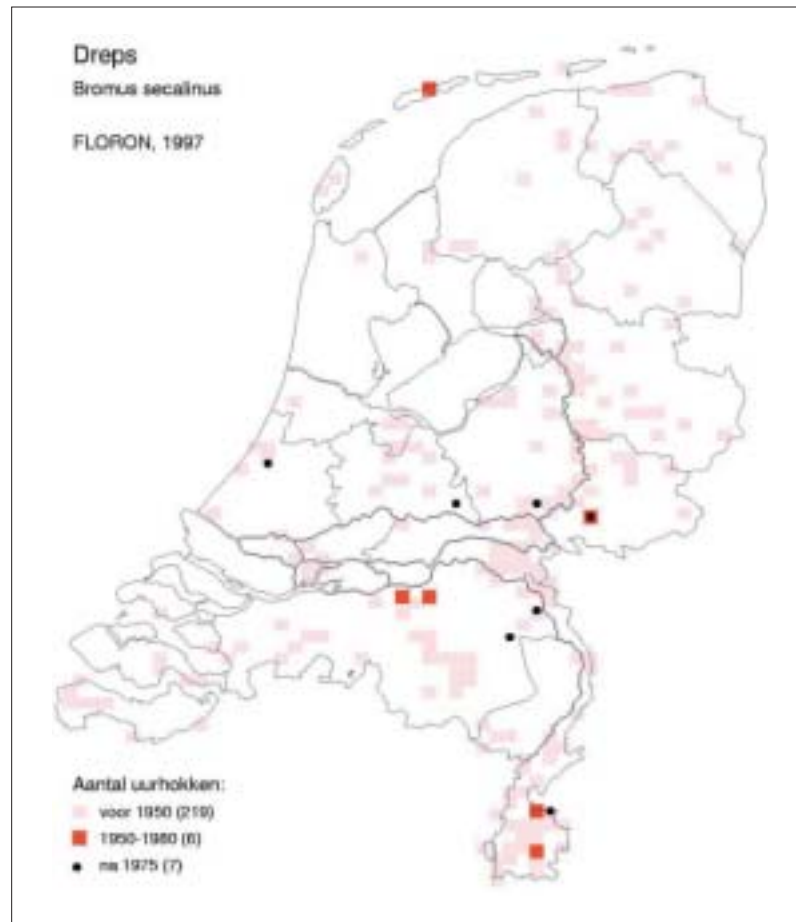 Dreps
Bromus secalinus
FLORON, 1997
Aantal uurhokken:
voor 1950 (219)
1950-1980 (6)
na 1975 (7)